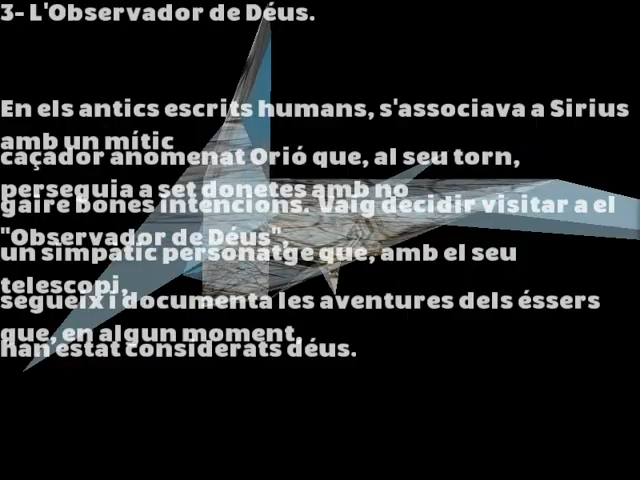 3- L'Observador de Déus.
En els antics escrits humans, s'associava a Sirius
amb un mític
caçador anomenat Orió que, al seu torn,
perseguia a set donetes amb no
gaire bones intencions. Vaig decidir visitar a el
"Observador de Déus",
un simpàtic personatge que, amb el seu
telescopi,
segueix i documenta les aventures dels éssers
que, en algun moment,
han estat considerats déus.